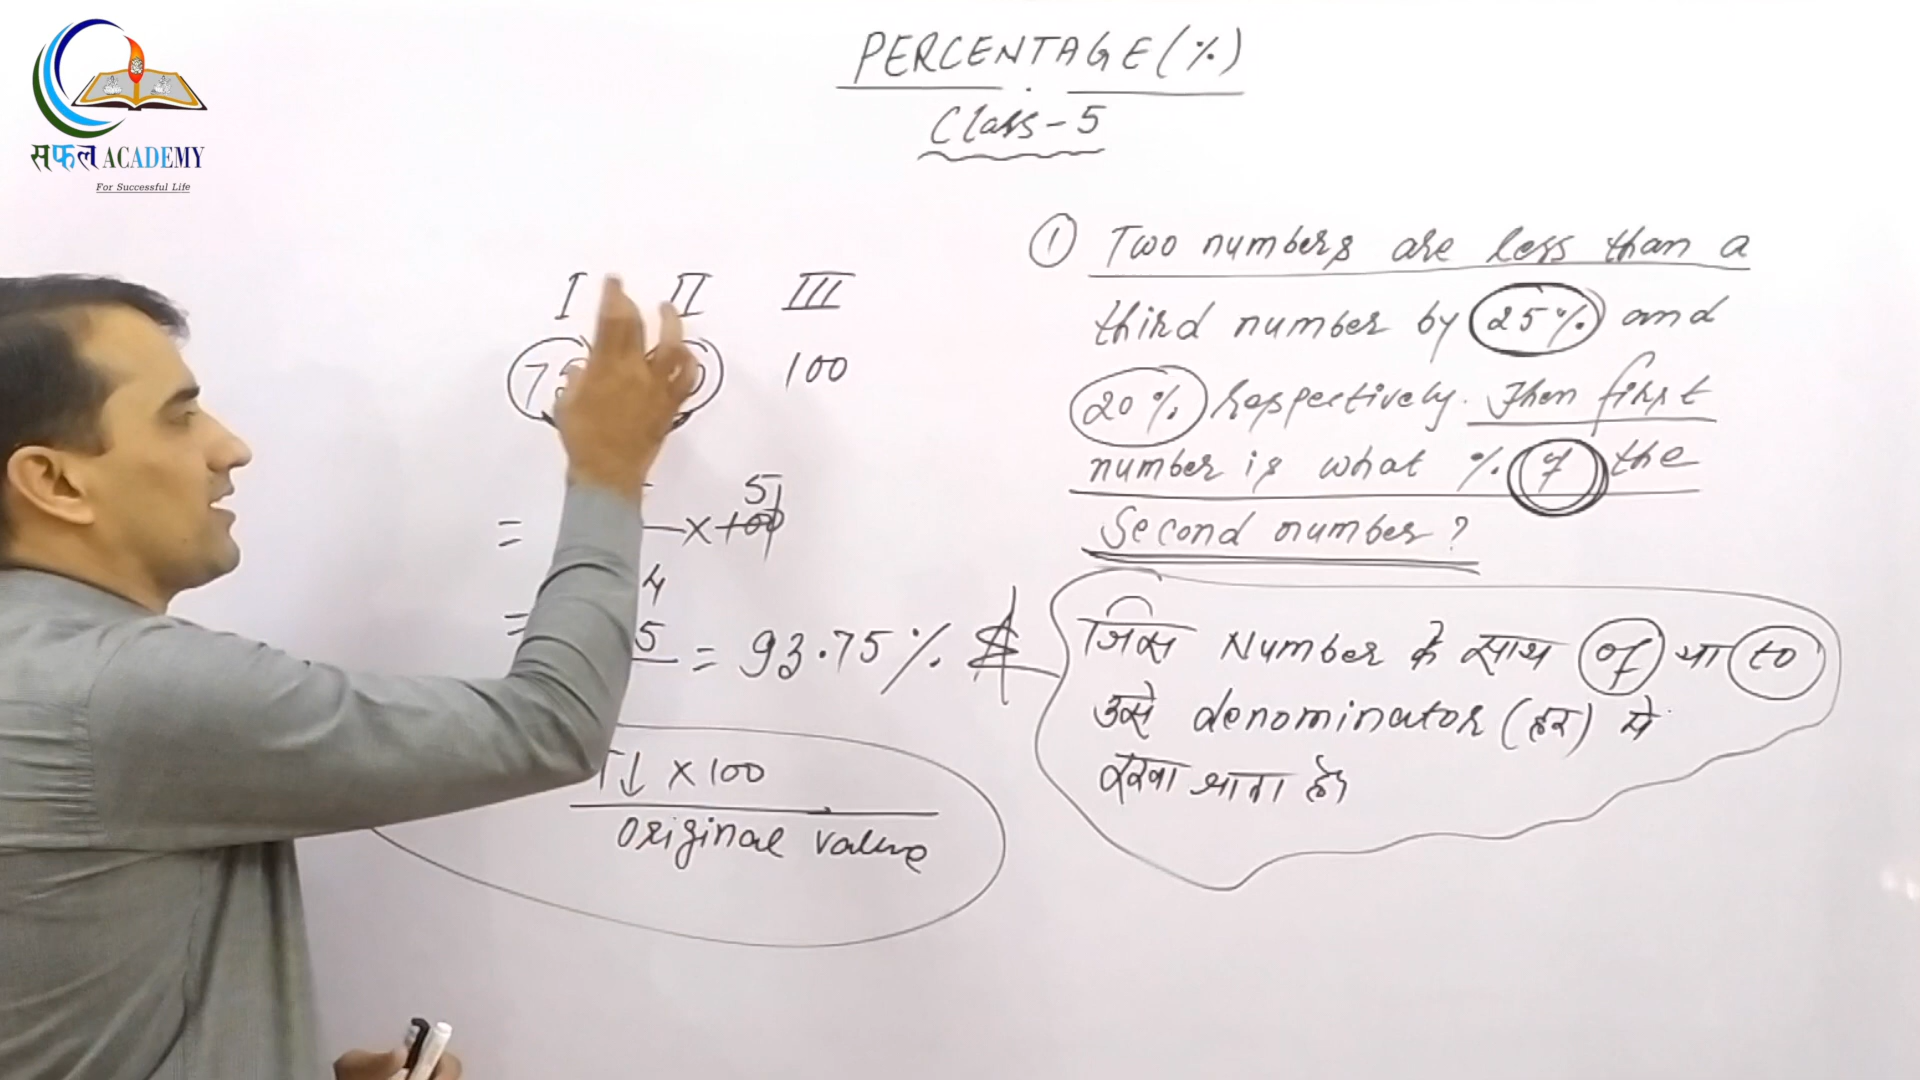 सफल ACADEMY
For Successful Life
PERCENTAGE (%)
Class - 5
I II III
100
① Two numbers are less than a
third number by 25% and
20% respectively. Then first
number is what % of the
Second number ?
= × 100 5
4
= 5 = 93.75%
↓ × 100
original value
जिस Number के साथ of या to
उसे denominator (हर) में
रखा जाता है।